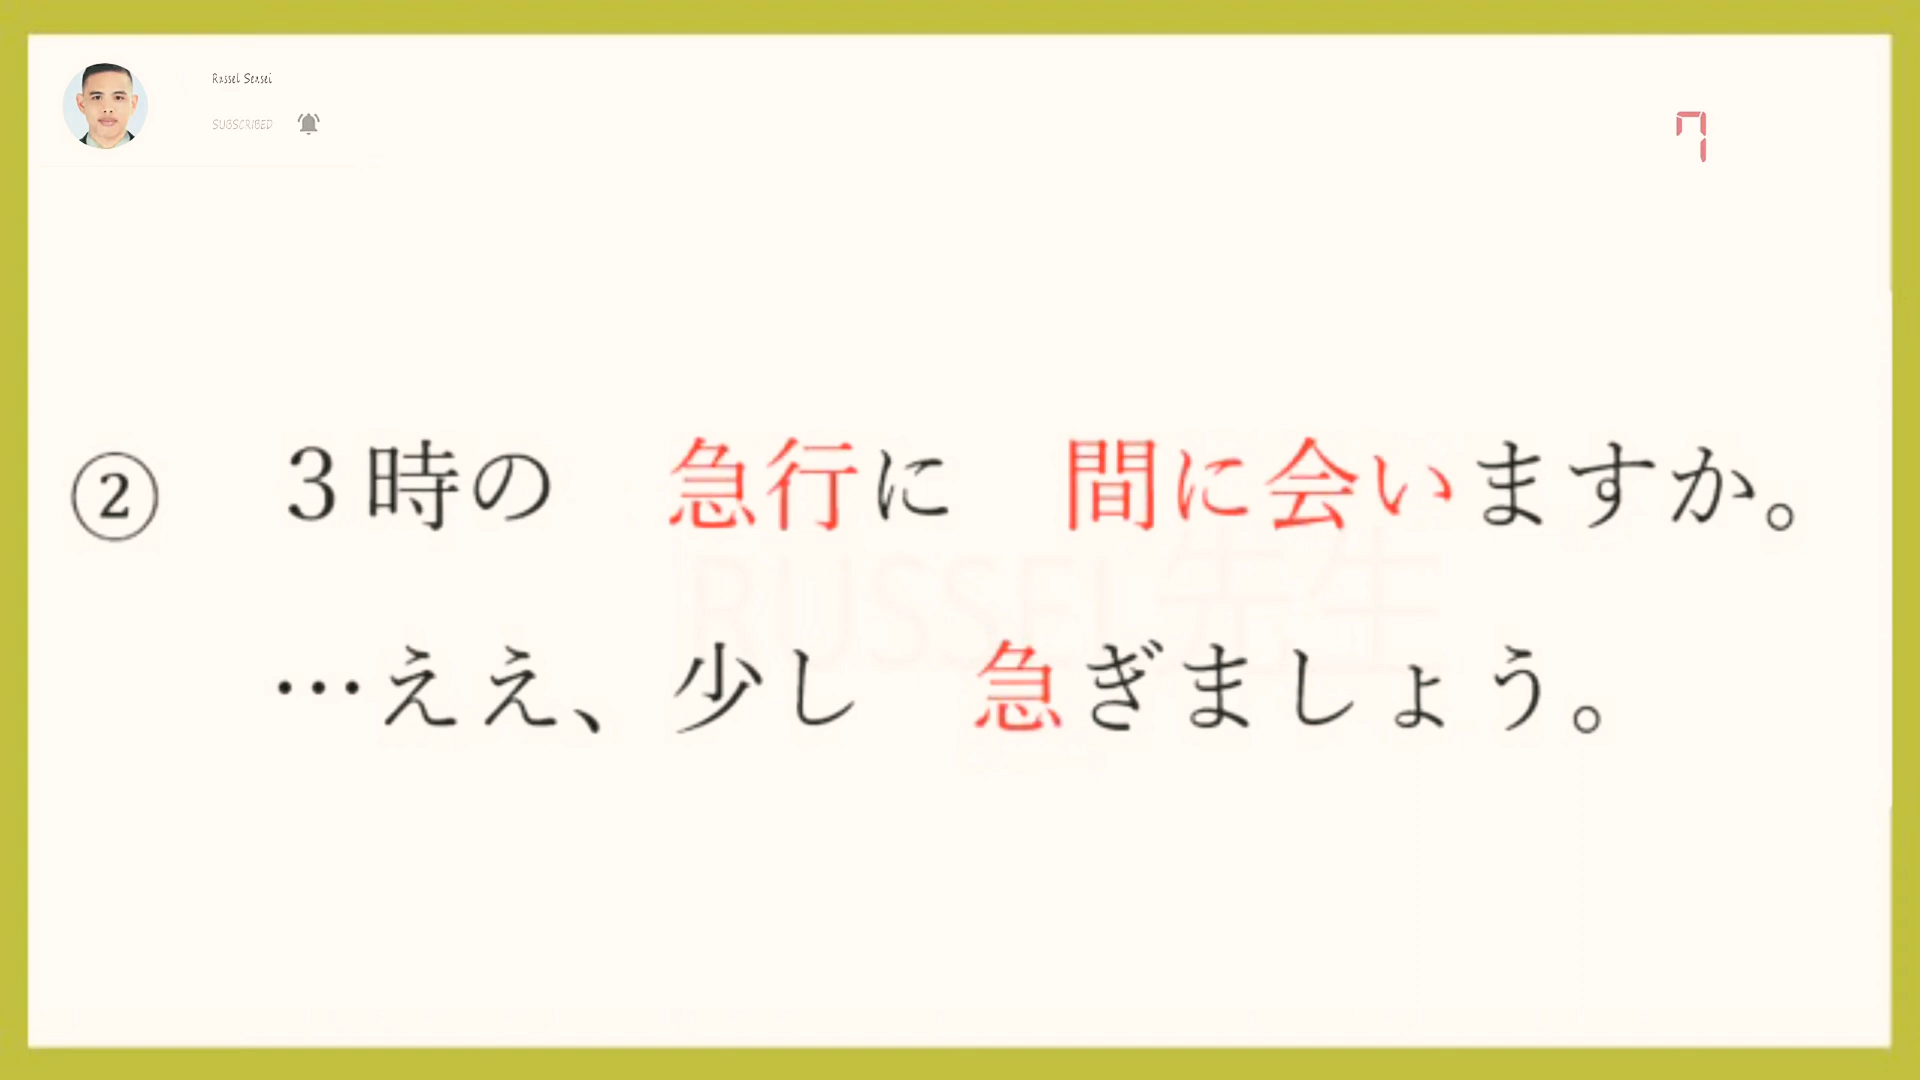 Russel Sensei
SUBSCRIBED
7
② 3時の 急行に 間に会いますか。
RUSSEL先生
…ええ、少し 急ぎましょう。